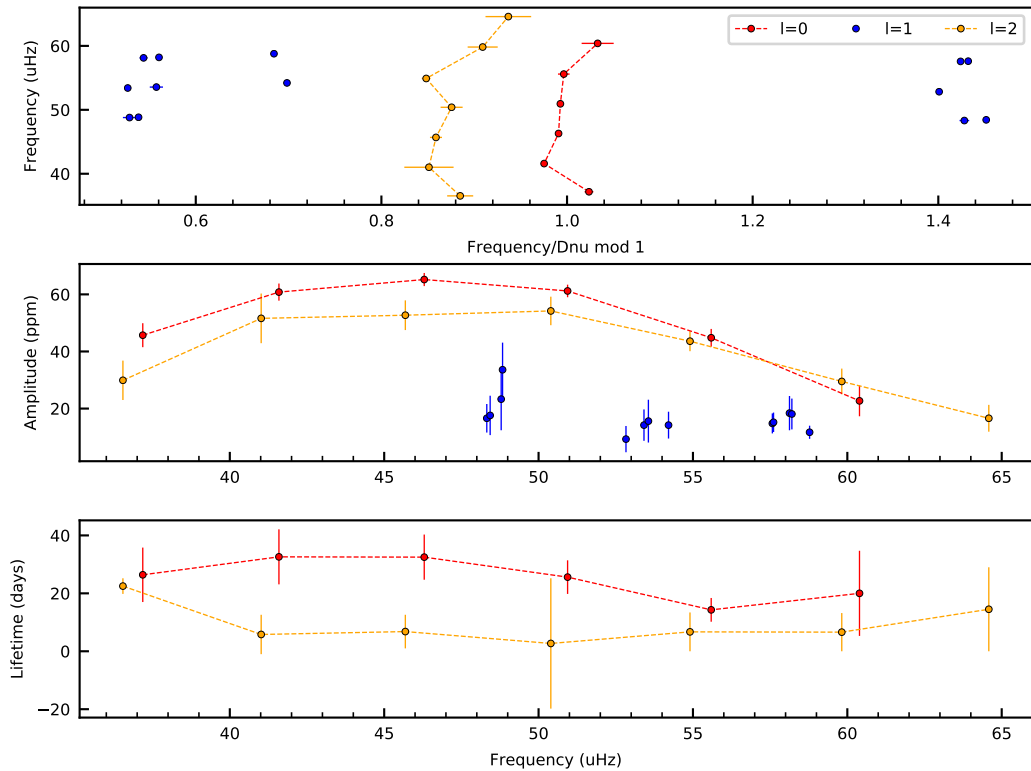 l=0 l=1 l=2
Frequency (uHz)
60
50
40
0.6 0.8 1.0 1.2 1.4
Frequency/Dnu mod 1
Amplitude (ppm)
60
40
20
40 45 50 55 60 65
Lifetime (days)
40
20
0
−20
40 45 50 55 60 65
Frequency (uHz)